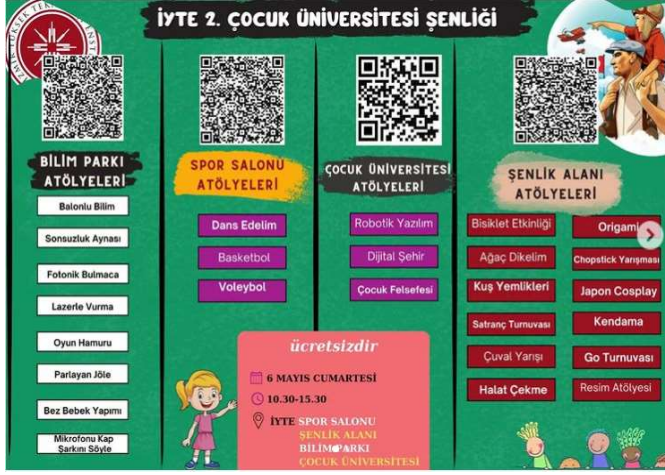 İYTE 2. ÇOCUK ÜNİVERSİTESİ ŞENLİĞİ
BİLİM PARKI
ATÖLYELERİ
Balonlu Bilim
Sonsuzluk Aynası
Fotonik Bulmaca
Lazerle Vurma
Oyun Hamuru
Parlayan Jöle
Bez Bebek Yapımı
Mikrofonu Kap
Şarkını Söyle
SPOR SALONU
ATÖLYELERİ
Dans Edelim
Basketbol
Voleybol
ÇOCUK ÜNİVERSİTESİ
ATÖLYELERİ
Robotik Yazılım
Dijital Şehir
Çocuk Felsefesi
ŞENLİK ALANI
ATÖLYELERİ
Bisiklet Etkinliği
Ağaç Dikelim
Kuş Yemlikleri
Satranç Turnuvası
Çuval Yarışı
Halat Çekme
Origami
Chopstick Yarışması
Japon Cosplay
Kendama
Go Turnuvası
Resim Atölyesi
ücretsizdir
6 MAYIS CUMARTESİ
10.30-15.30
İYTE SPOR SALONU
ŞENLİK ALANI
BİLİM PARKI
ÇOCUK ÜNİVERSİTESİ